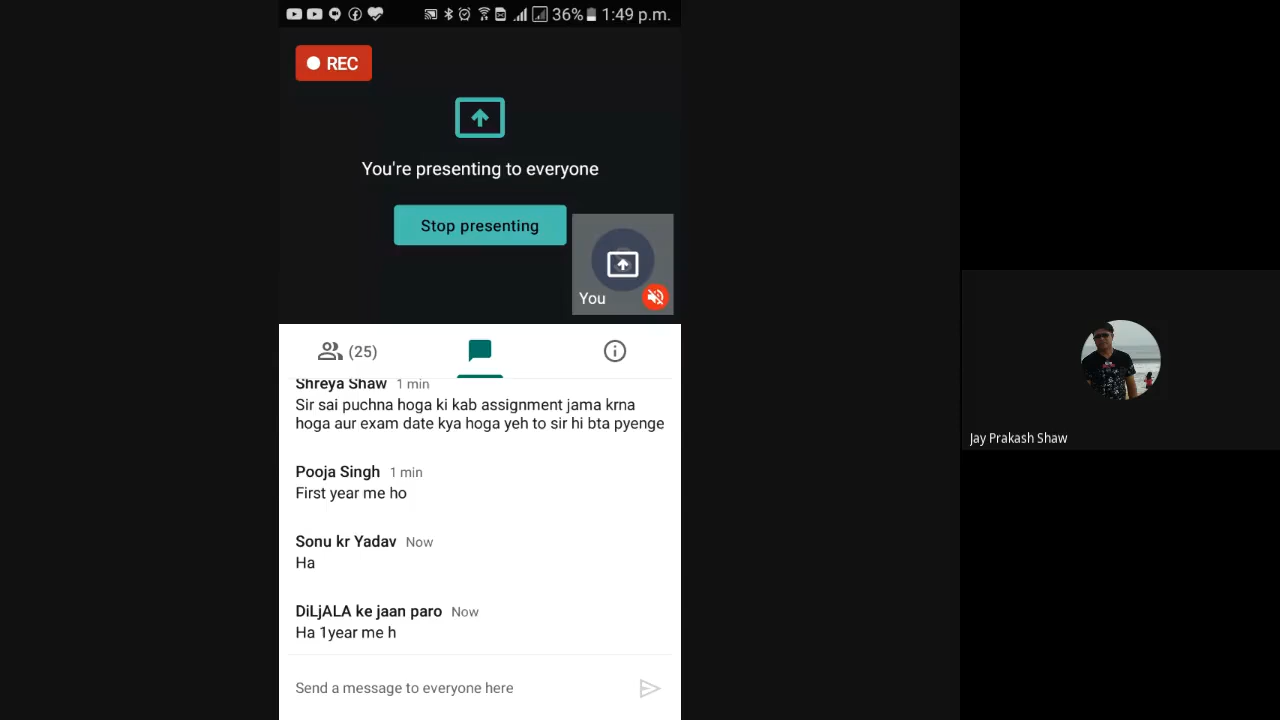 36% 1:49 p.m.
REC
You're presenting to everyone
Stop presenting
You
(25)
Shreya Shaw 1 min
Sir sai puchna hoga ki kab assignment jama krna
hoga aur exam date kya hoga yeh to sir hi bta pyenge
Pooja Singh 1 min
First year me ho
Sonu kr Yadav Now
Ha
DiLjALA ke jaan paro Now
Ha 1year me h
Send a message to everyone here
Jay Prakash Shaw